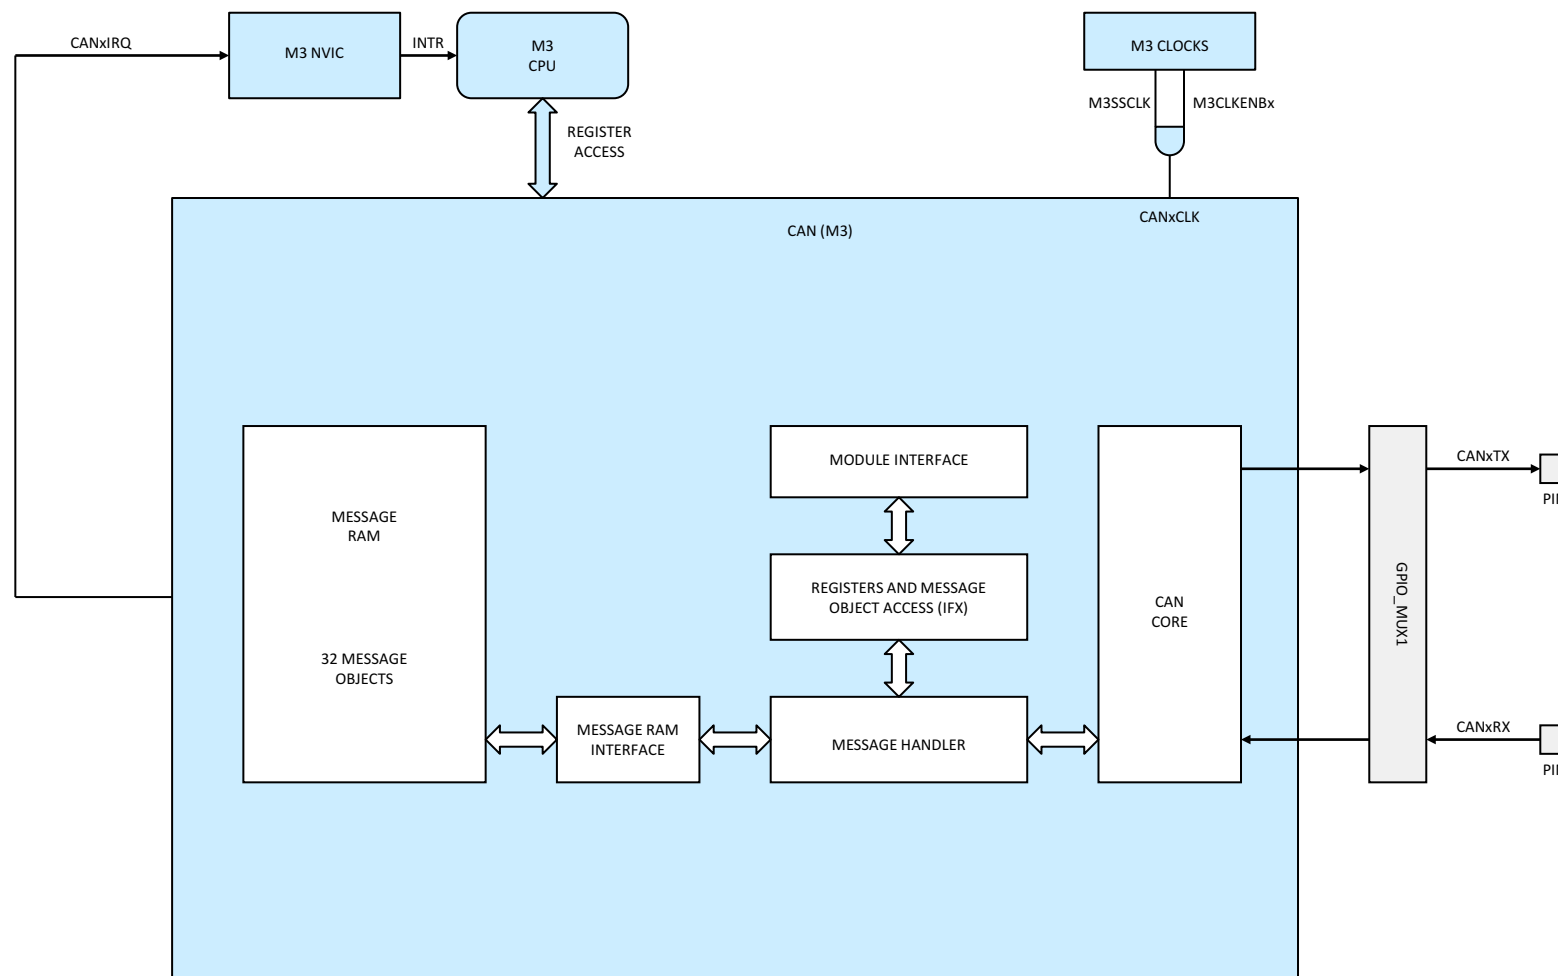 CANxIRQ
M3 NVIC
INTR
M3
CPU
M3 CLOCKS
M3SSCLK
M3CLKENBx
REGISTER
ACCESS
CANxCLK
CAN (M3)
MODULE INTERFACE
MESSAGE
RAM
REGISTERS AND MESSAGE
OBJECT ACCESS (IFX)
32 MESSAGE
OBJECTS
CAN
CORE
MESSAGE RAM
INTERFACE
MESSAGE HANDLER
GPIO_MUX1
CANxTX
CANxRX